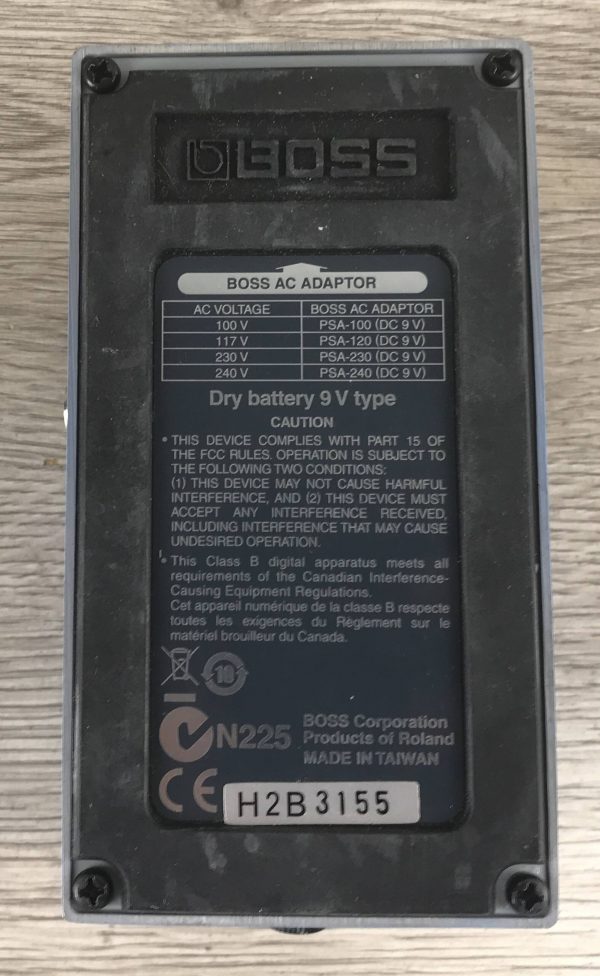 BOSS
BOSS AC ADAPTOR
AC VOLTAGE BOSS AC ADAPTOR
100 V PSA-100 (DC 9 V)
117 V PSA-120 (DC 9 V)
230 V PSA-230 (DC 9 V)
240 V PSA-240 (DC 9 V)
Dry battery 9 V type
CAUTION
• THIS DEVICE COMPLIES WITH PART 15 OF
THE FCC RULES. OPERATION IS SUBJECT TO
THE FOLLOWING TWO CONDITIONS:
(1) THIS DEVICE MAY NOT CAUSE HARMFUL
INTERFERENCE, AND (2) THIS DEVICE MUST
ACCEPT ANY INTERFERENCE RECEIVED,
INCLUDING INTERFERENCE THAT MAY CAUSE
UNDESIRED OPERATION.
• This Class B digital apparatus meets all
requirements of the Canadian Interference-
Causing Equipment Regulations.
Cet appareil numérique de la classe B respecte
toutes les exigences du Règlement sur le
matériel brouilleur du Canada.
10
N225
BOSS Corporation
Products of Roland
MADE IN TAIWAN
CE
H2B3155